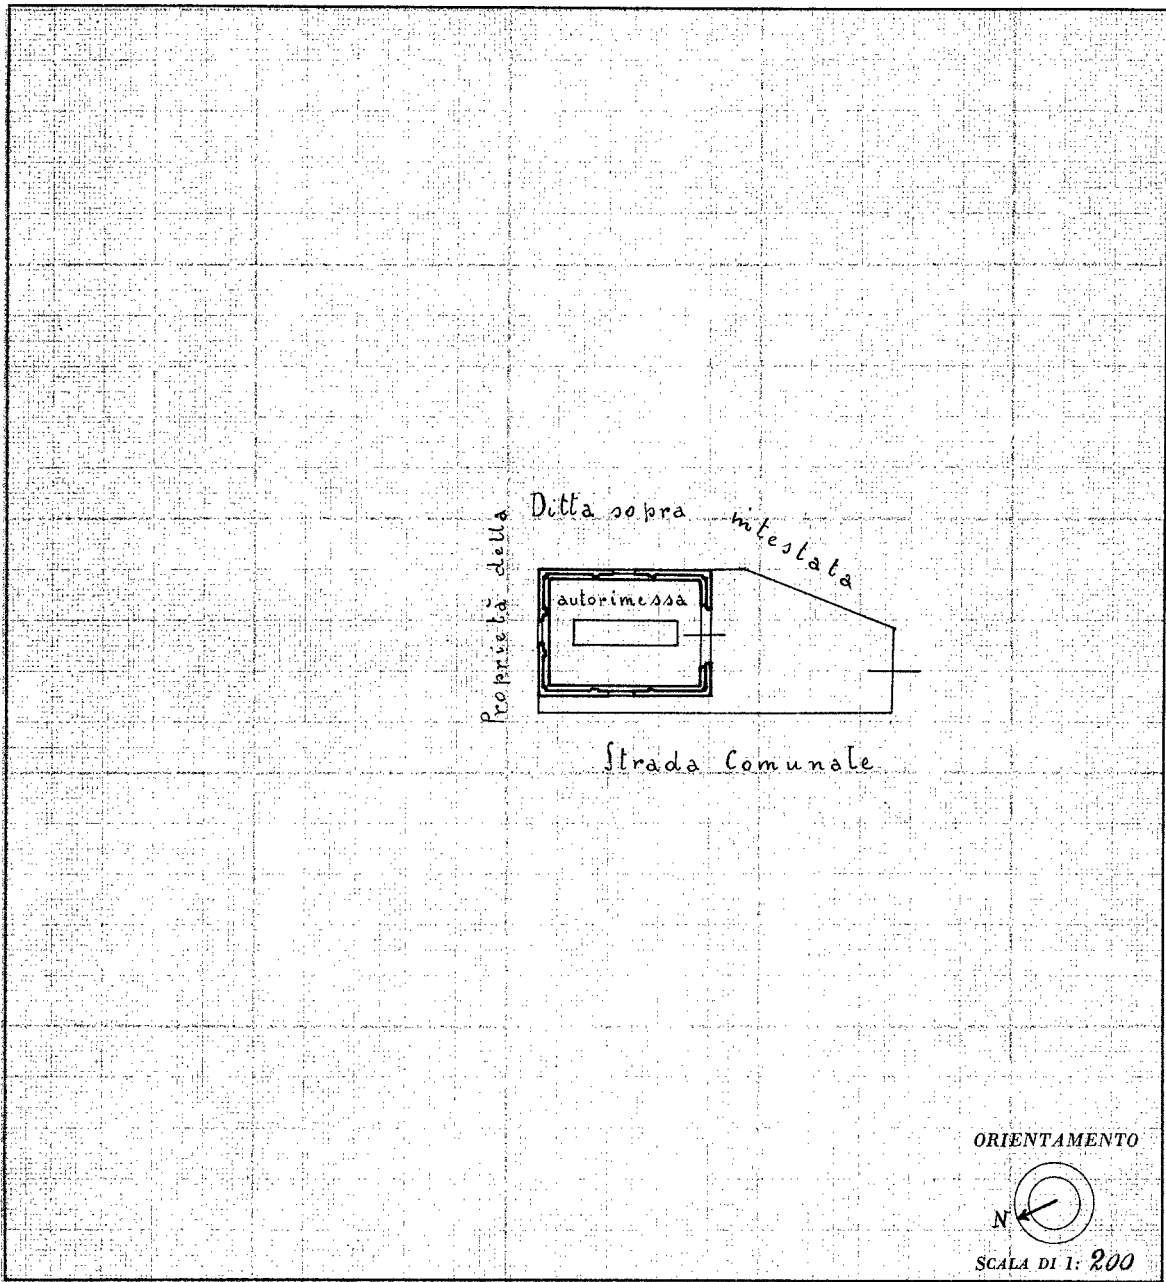 Proprietà della
Ditta sopra intestata
autorimessa
Strada Comunale
ORIENTAMENTO
N
SCALA DI 1: 200